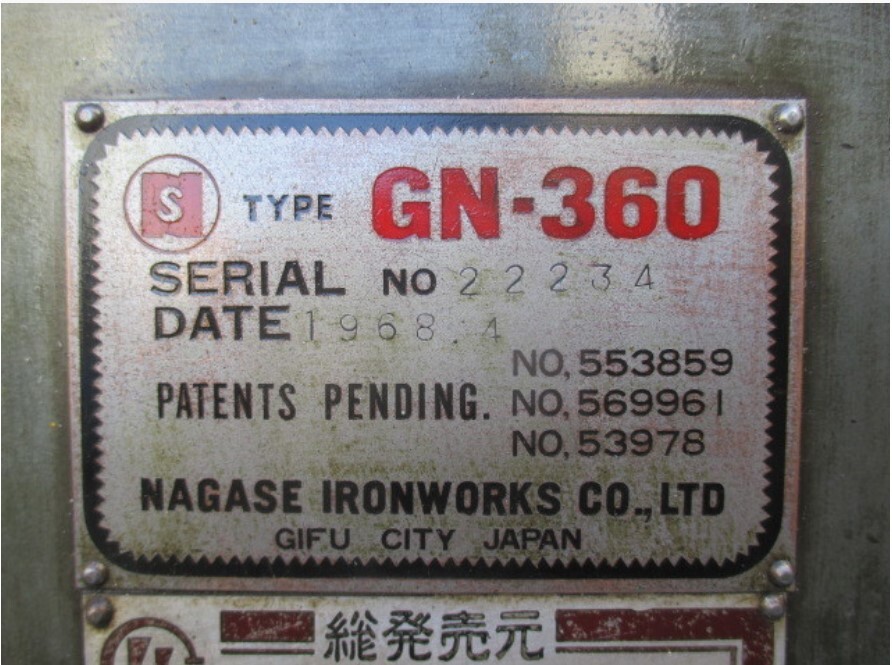 S TYPE GN-360
SERIAL NO 22234
DATE 1968.4
NO, 553859
PATENTS PENDING. NO, 569961
NO, 53978
NAGASE IRONWORKS CO., LTD
GIFU CITY JAPAN
総発売元